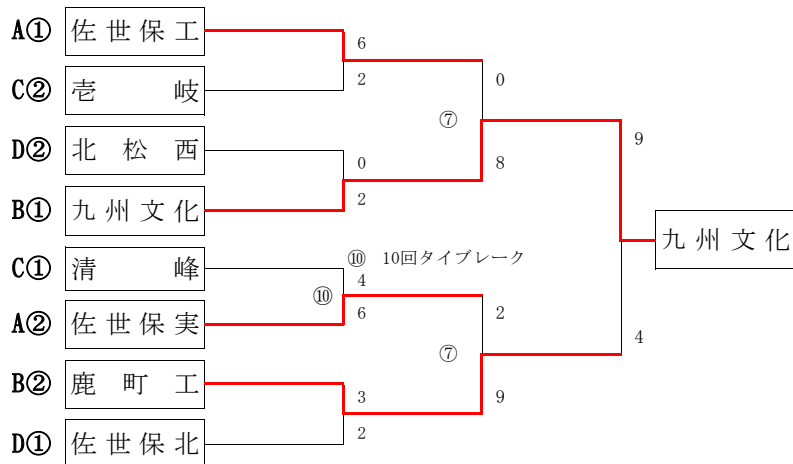 A① 佐世保工
6
C② 壱岐
2
0
⑦
D② 北松西
0
8
9
B① 九州文化
2
九州文化
C① 清峰
⑩ 10回タイブレーク
4
⑩
A② 佐世保実
6
2
4
⑦
B② 鹿町工
3
9
D① 佐世保北
2